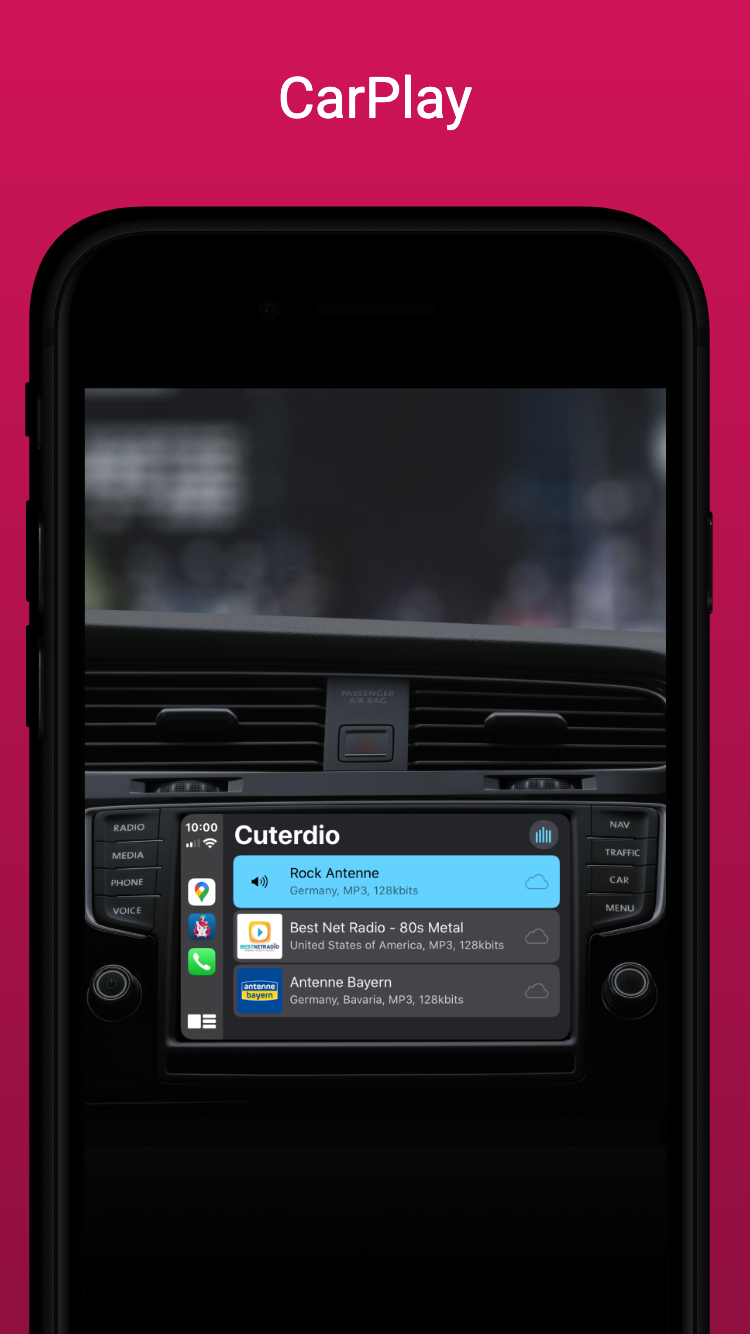 CarPlay
PASSENGER
AIR BAG
RADIO
MEDIA
PHONE
VOICE
NAV
TRAFFIC
CAR
MENU
10:00
Cuterdio
Rock Antenne
Germany, MP3, 128kbits
BESTNETRADIO
Best Net Radio - 80s Metal
United States of America, MP3, 128kbits
antenne
bayern
Antenne Bayern
Germany, Bavaria, MP3, 128kbits